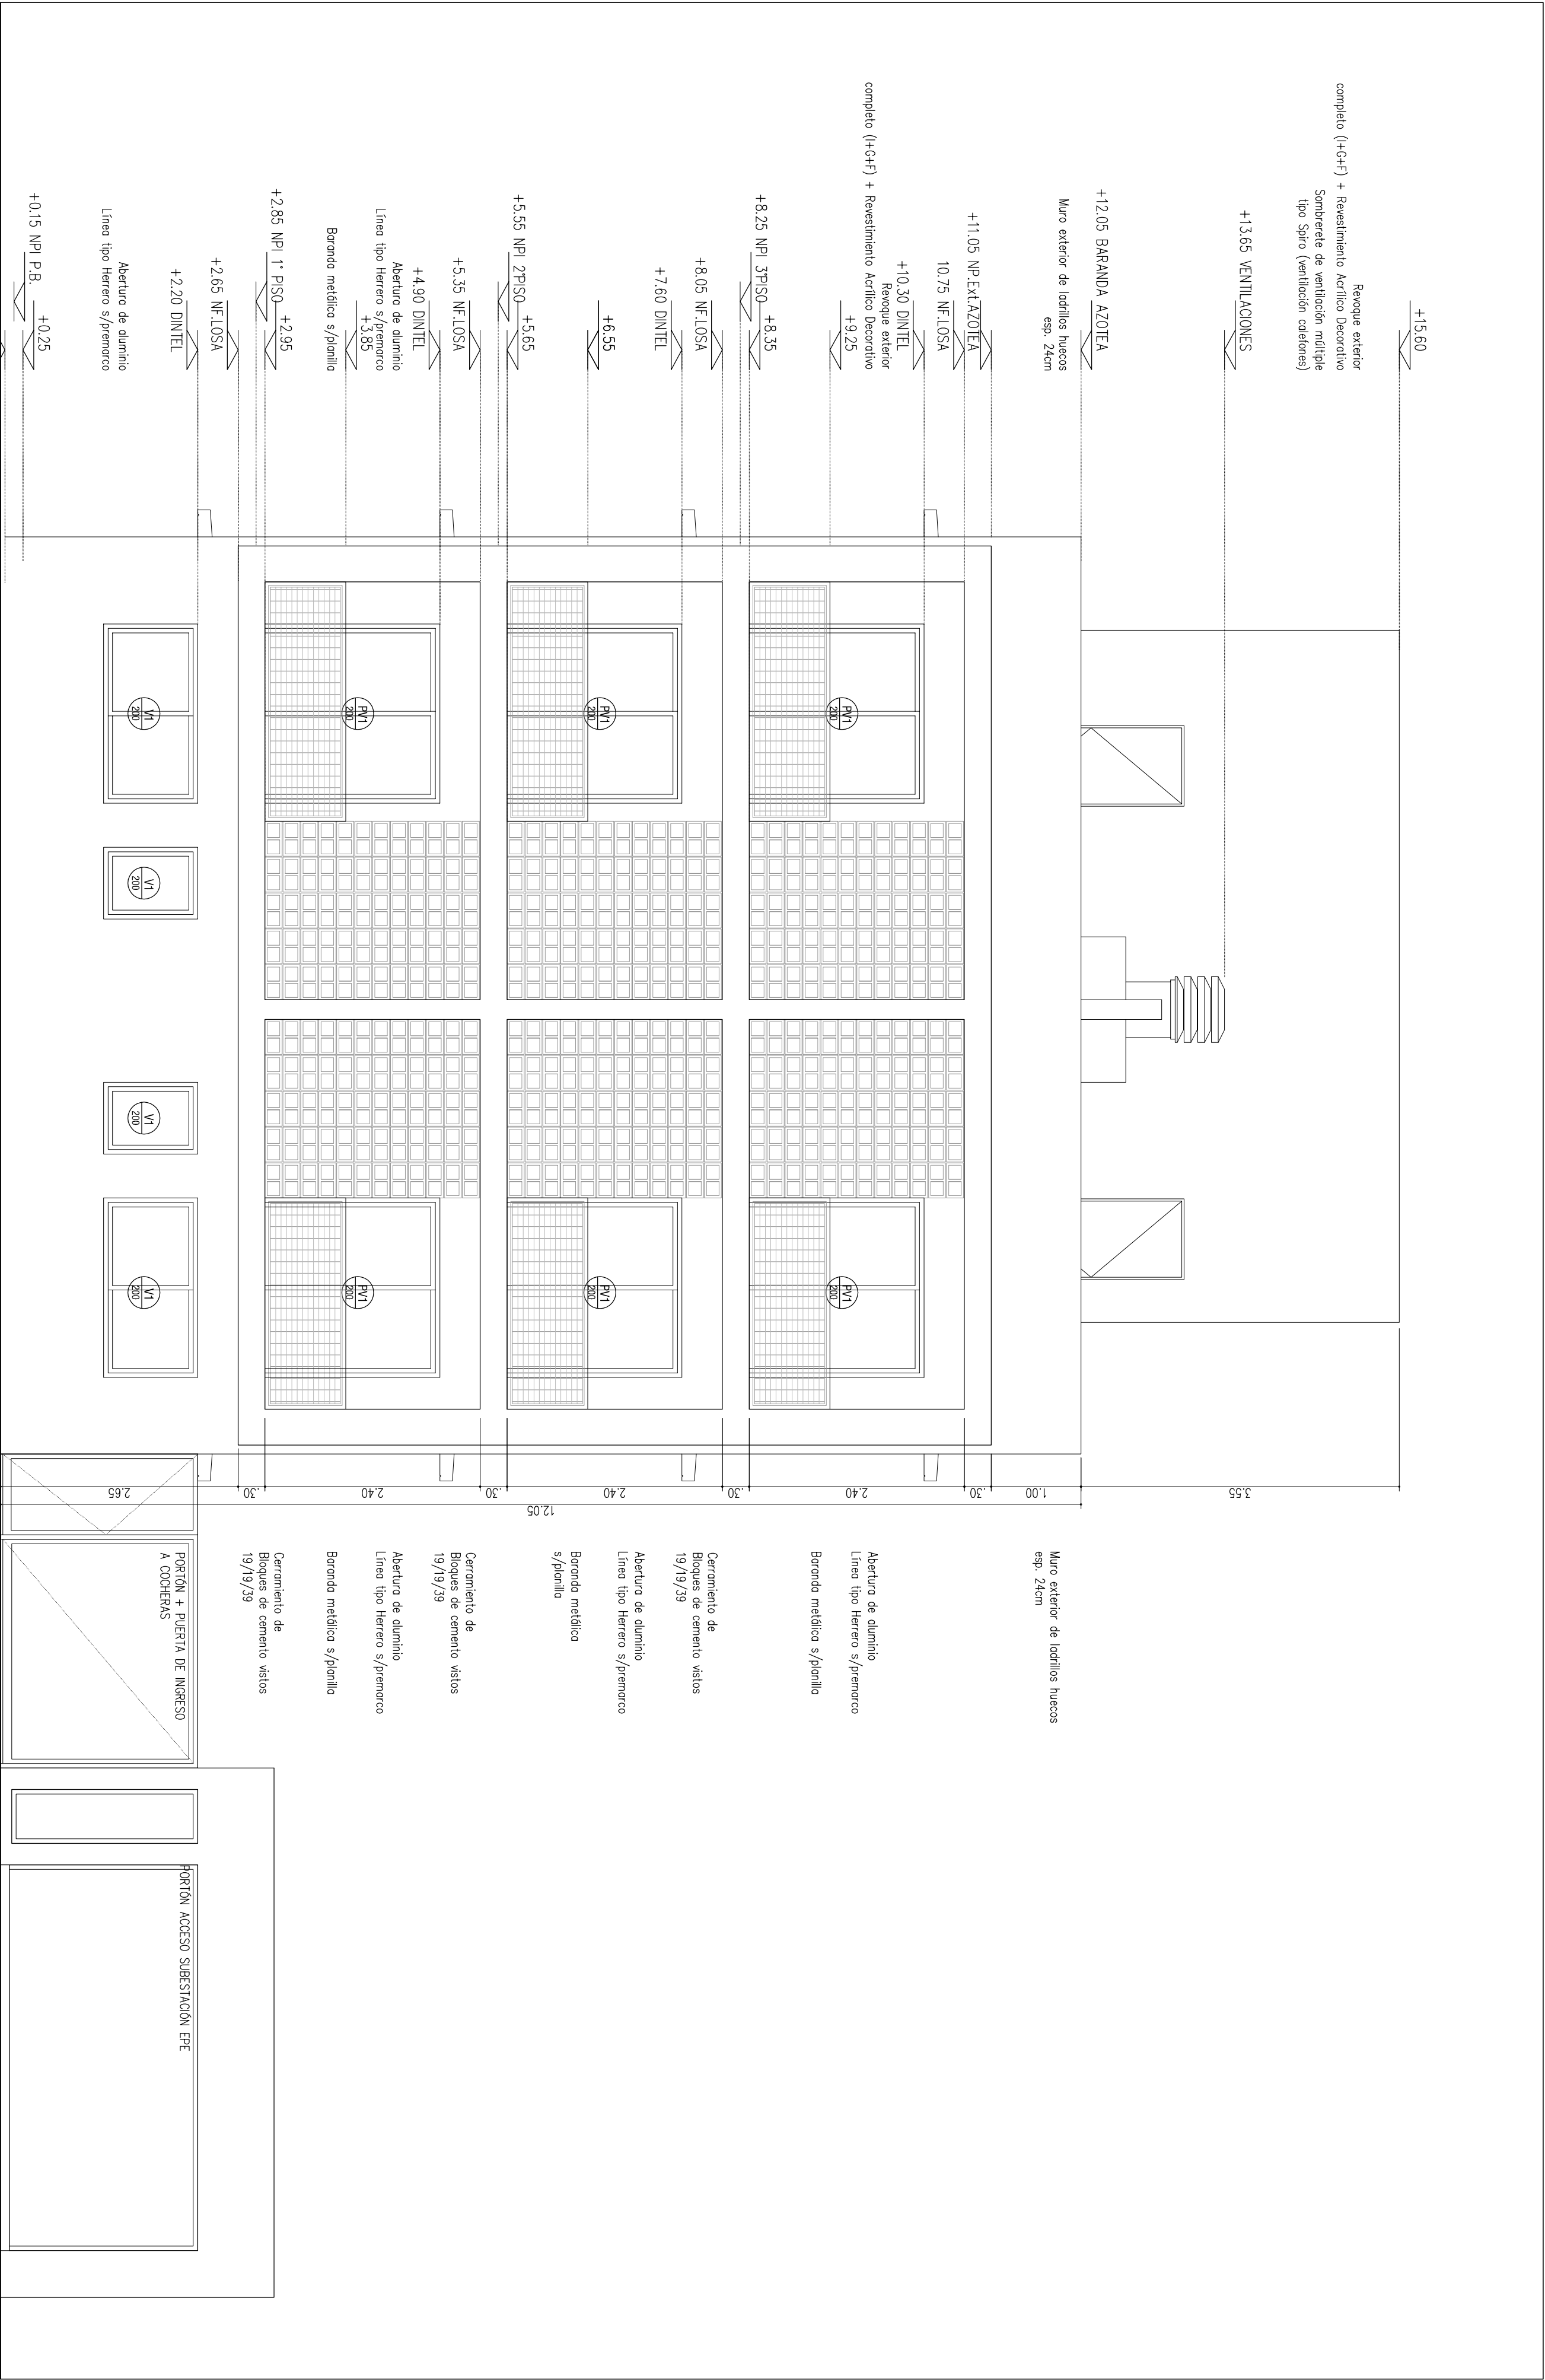 +15.60
Revoque exterior
completo (I+G+F) + Revestimiento Acrílico Decorativo
Sombrerete de ventilación múltiple
tipo Spiro (ventilación calefones)
+13.65 VENTILACIONES
+12.05 BARANDA AZOTEA
Muro exterior de ladrillos huecos
esp. 24cm
+11.05 NP.Ext.AZOTEA
10.75 NF.LOSA
+10.30 DINTEL
Revoque exterior
completo (I+G+F) + Revestimiento Acrílico Decorativo
+9.25
+8.35
+8.25 NPI 3°PISO
+8.05 NF.LOSA
+7.60 DINTEL
+6.55
+5.65
+5.55 NPI 2°PISO
+5.35 NF.LOSA
+4.90 DINTEL
Abertura de aluminio
Línea tipo Herrero s/premarco
+3.85
Baranda metálica s/planilla
+2.95
+2.85 NPI 1° PISO
+2.65 NF.LOSA
+2.20 DINTEL
Abertura de aluminio
Línea tipo Herrero s/premarco
+0.25
+0.15 NPI P.B.
PV1
200
PV1
200
PV1
200
PV1
200
PV1
200
PV1
200
V1
200
V1
200
V1
200
V1
200
3.55
1.00
.30
2.40
.30
2.40
.30
2.40
.30
2.65
12.05
Muro exterior de ladrillos huecos
esp. 24cm
Abertura de aluminio
Línea tipo Herrero s/premarco
Baranda metálica s/planilla
Cerramiento de
Bloques de cemento vistos
19/19/39
Abertura de aluminio
Línea tipo Herrero s/premarco
Baranda metálica
s/planilla
Cerramiento de
Bloques de cemento vistos
19/19/39
Abertura de aluminio
Línea tipo Herrero s/premarco
Baranda metálica s/planilla
Cerramiento de
Bloques de cemento vistos
19/19/39
PORTÓN + PUERTA DE INGRESO
A COCHERAS
PORTÓN ACCESO SUBESTACIÓN EPE